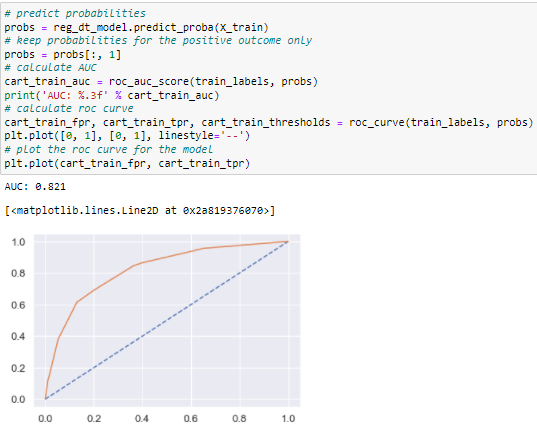 # predict probabilities
probs = reg_dt_model.predict_proba(X_train)
# keep probabilities for the positive outcome only
probs = probs[:, 1]
# calculate AUC
cart_train_auc = roc_auc_score(train_labels, probs)
print('AUC: %.3f' % cart_train_auc)
# calculate roc curve
cart_train_fpr, cart_train_tpr, cart_train_thresholds = roc_curve(train_labels, probs)
plt.plot([0, 1], [0, 1], linestyle='--')
# plot the roc curve for the model
plt.plot(cart_train_fpr, cart_train_tpr)
AUC: 0.821
[<matplotlib.lines.Line2D at 0x2a819376070>]
1.0
0.8
0.6
0.4
0.2
0.0
0.0 0.2 0.4 0.6 0.8 1.0